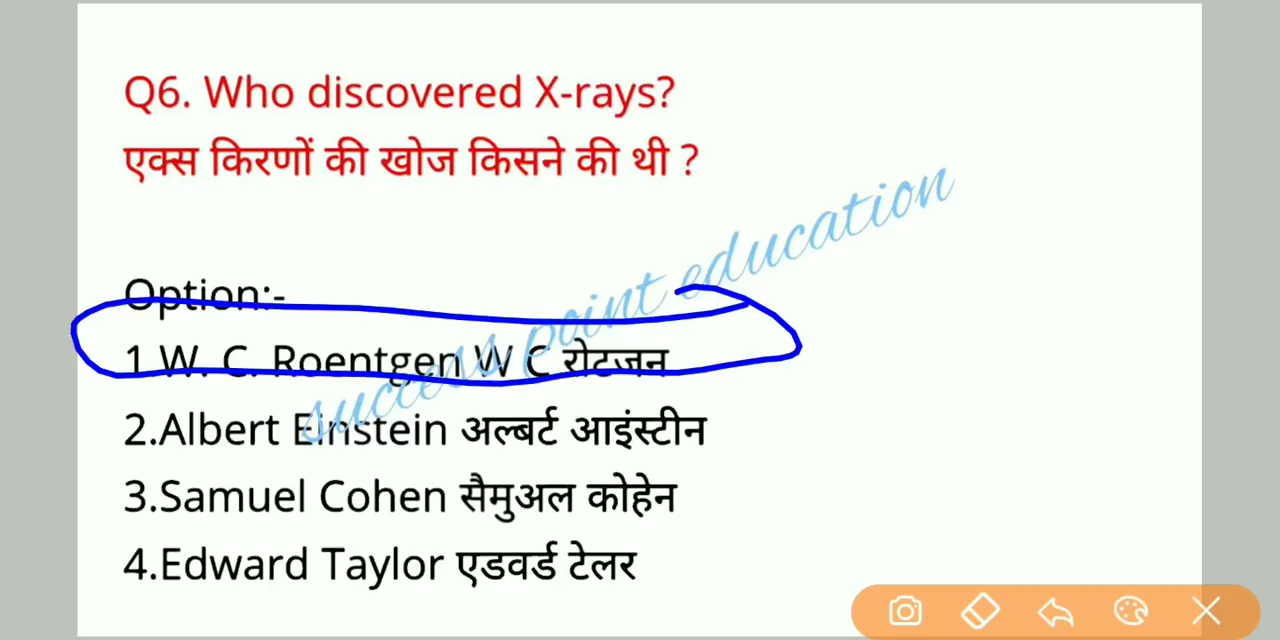 Q6. Who discovered X-rays?
एक्स किरणों की खोज किसने की थी ?
Option:-
1.W. C. Roentgen W C रोटजन
2.Albert Einstein अल्बर्ट आइंस्टीन
3.Samuel Cohen सैमुअल कोहेन
4.Edward Taylor एडवर्ड टेलर
success point education